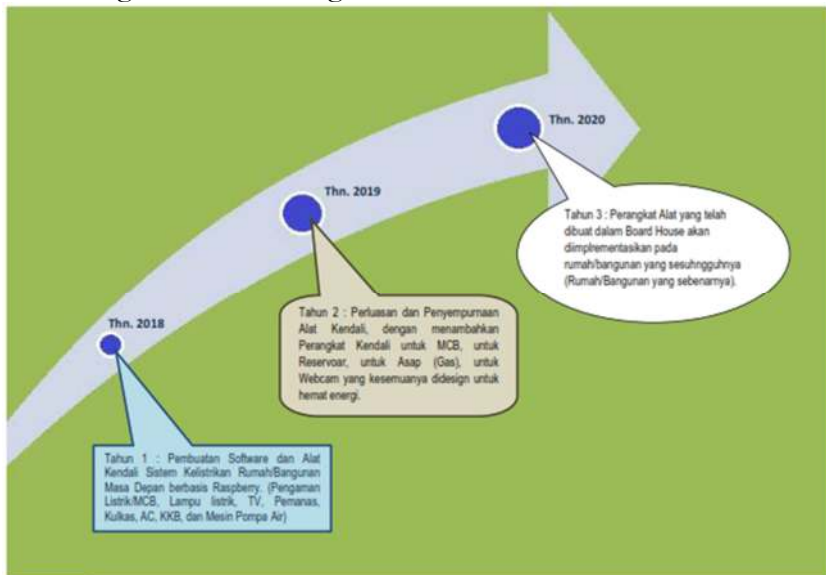 Thn. 2020
Thn. 2019
Thn. 2018
Tahun 3 : Perangkat Alat yang telah
dibuat dalam Board House akan
diimplrementasikan pada
rumah/bangunan yang sesuhngguhnya
(Rumah/Bangunan yang sebenarnya).
Tahun 2 : Perluasan dan Penyempurnaan
Alat Kendali, dengan menambahkan
Perangkat Kendali untuk MCB, untuk
Reservoar, untuk Asap (Gas), untuk
Webcam yang kesemuanya didesign untuk
hemat energi.
Tahun 1 : Pembuatan Software dan Alat
Kendali Sistem Kelistrikan Rumah/Bangunan
Masa Depan berbasis Raspberry. (Pengaman
Listrik/MCB, Lampu listrik, TV, Pemanas,
Kulkas, AC, KKB, dan Mesin Pompa Air)